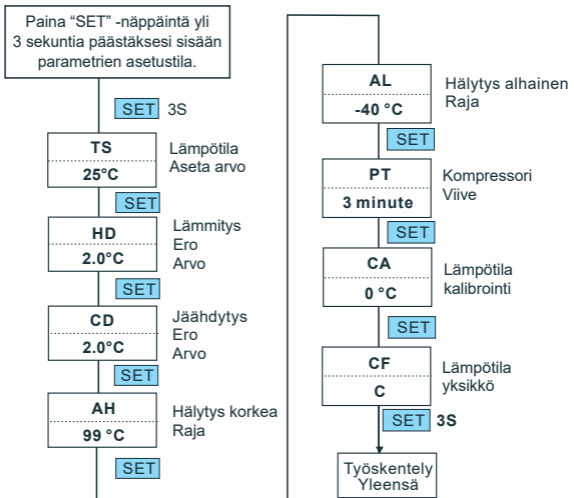 Paina “SET” -näppäintä yli
3 sekuntia päästäksesi sisään
parametrien asetustila.
SET 3S
TS
25°C
Lämpötila
Aseta arvo
SET
HD
2.0°C
Lämmitys
Ero
Arvo
SET
CD
2.0°C
Jäähdytys
Ero
Arvo
SET
AH
99 °C
Hälytys korkea
Raja
SET
AL
-40 °C
Hälytys alhainen
Raja
SET
PT
3 minute
Kompressori
Viive
SET
CA
0 °C
Lämpötila
kalibrointi
SET
CF
C
Lämpötila
yksikkö
SET 3S
Työskentely
Yleensä